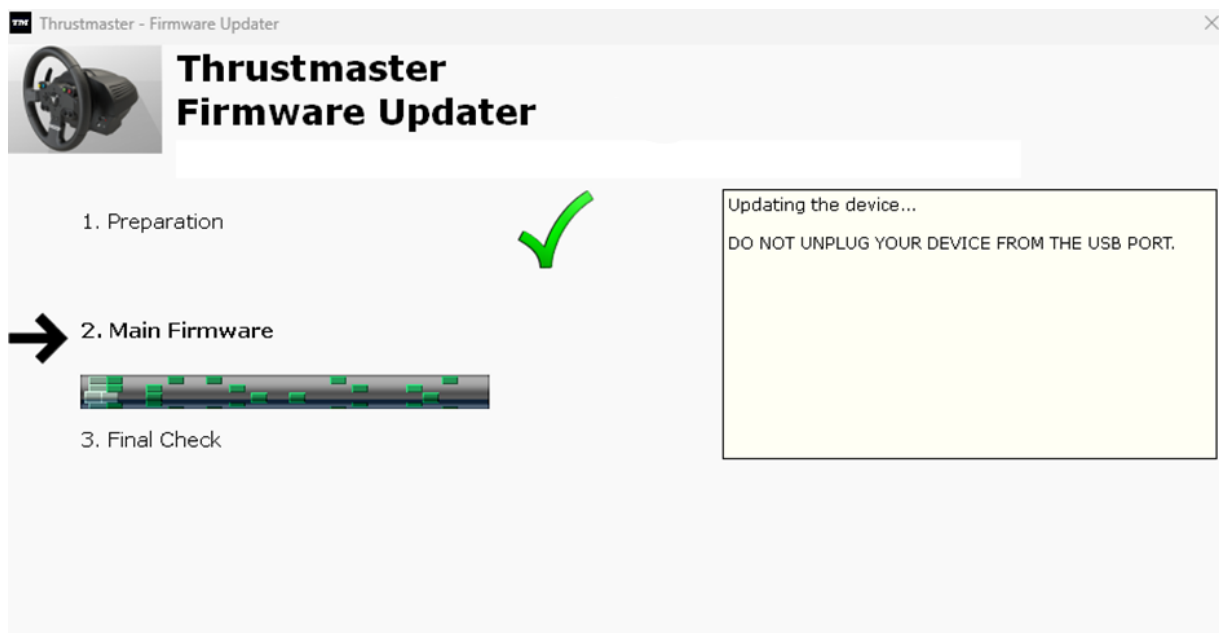 TM Thrustmaster - Firmware Updater
Thrustmaster
Firmware Updater
1. Preparation
2. Main Firmware
3. Final Check
Updating the device...
DO NOT UNPLUG YOUR DEVICE FROM THE USB PORT.